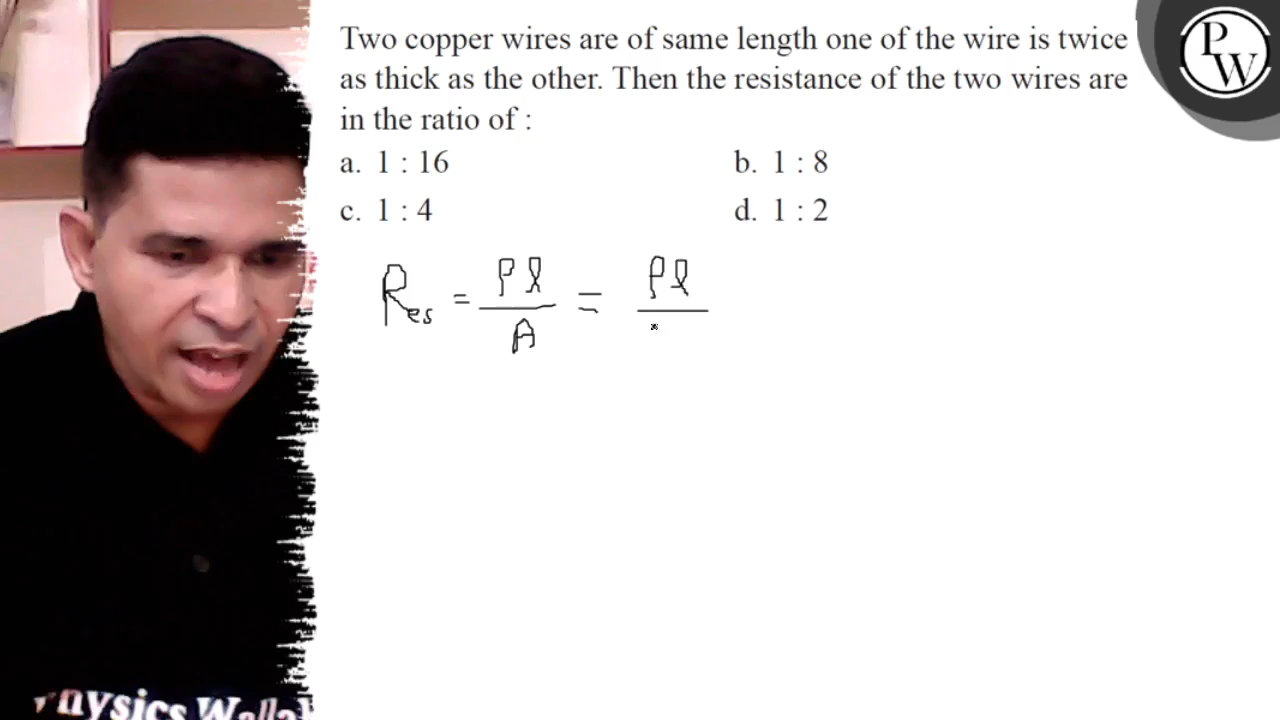 Two copper wires are of same length one of the wire is twice
as thick as the other. Then the resistance of the two wires are
in the ratio of :
a. 1 : 16 b. 1 : 8
c. 1 : 4 d. 1 : 2
Res = ρl / A = ρl /
PW
Physics Walla